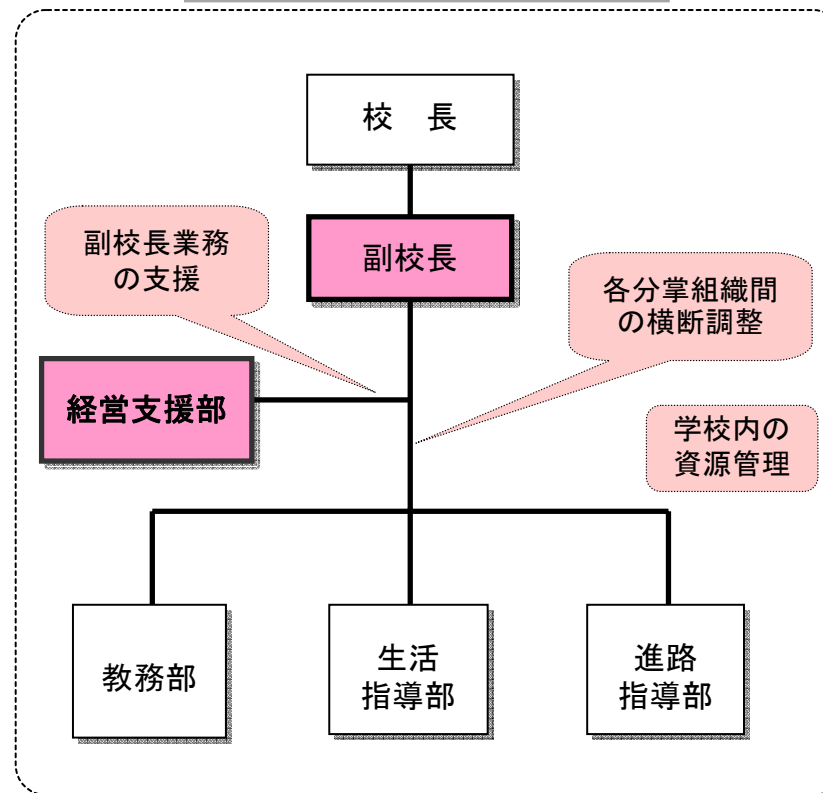 校　長
副校長業務
の支援
副校長
各分掌組織間
の横断調整
経営支援部
学校内の
資源管理
教務部
生活
指導部
進路
指導部